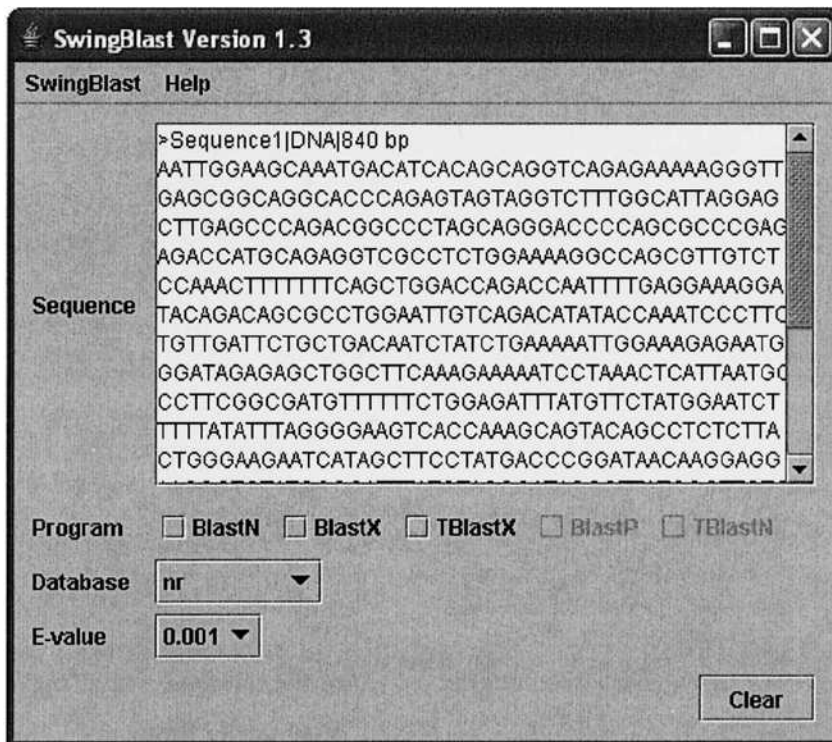 SwingBlast Version 1.3
SwingBlast Help
>Sequence1|DNA|840 bp
AATTGGAAGCAAATGACATCACAGCAGGTCAGAGAAAAAGGGTT
GAGCGGCAGGCACCCAGAGTAGTAGGTCTTTGGCATTAGGAG
CTTGAGCCCAGACGGCCCTAGCAGGGACCCCAGCGCCCGAG
AGACCATGCAGAGGTCGCCTCTGGAAAAGGCCAGCGTTGTCT
CCAAACTTTTTTTCAGCTGGACCAGACCAATTTTGAGGAAAGGA
TACAGACAGCGCCTGGAATTGTCAGACATATACCAAATCCCTTC
TGTTGATTCTGCTGACAATCTATCTGAAAAATTGGAAAGAGAATG
GGATAGAGAGCTGGCTTCAAAGAAAAATCCTAAACTCATTAATGC
CCTTCGGCGATGTTTTTTCTGGAGATTTATGTTCTATGGAATCT
TTTTATATTTAGGGGAAGTCACCAAAGCAGTACAGCCTCTCTTA
CTGGGAAGAATCATAGCTTCCTATGACCCGGATAACAAGGAGG
Sequence
Program BlastN BlastX TBlastX BlastP TBlastN
Database nr
E-value 0.001
Clear